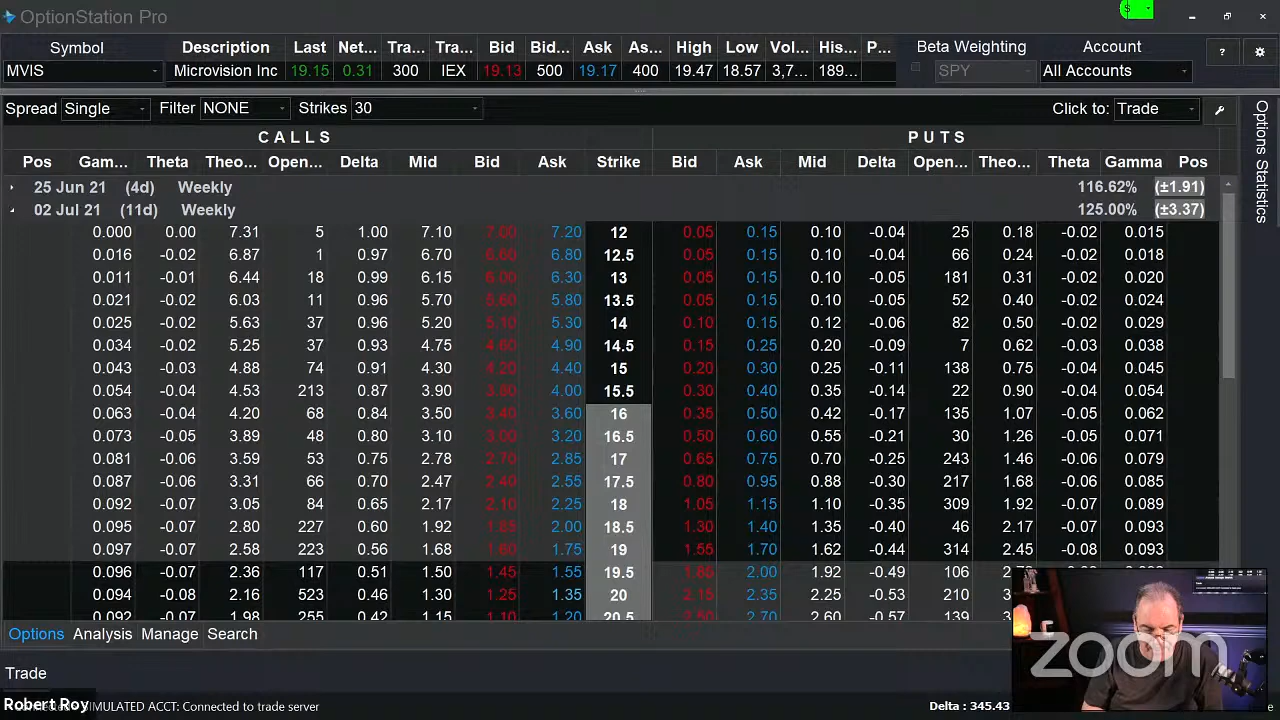 OptionStation Pro
$
Symbol Description Last Net... Tra... Tra... Bid Bid... Ask As... High Low Vol... His... P... Beta Weighting Account
MVIS Microvision Inc 19.15 0.31 300 IEX 19.13 500 19.17 400 19.47 18.57 3,7... 189... SPY All Accounts ?
Spread Single Filter NONE Strikes 30 Click to: Trade
Options Statistics
CALLS PUTS
Pos Gam... Theta Theo... Open... Delta Mid Bid Ask Strike Bid Ask Mid Delta Open... Theo... Theta Gamma Pos
25 Jun 21 (4d) Weekly 116.62% (±1.91)
02 Jul 21 (11d) Weekly 125.00% (±3.37)
0.000 0.00 7.31 5 1.00 7.10 7.00 7.20 12 0.05 0.15 0.10 -0.04 25 0.18 -0.02 0.015
0.016 -0.02 6.87 1 0.97 6.70 6.60 6.80 12.5 0.05 0.15 0.10 -0.04 66 0.24 -0.02 0.018
0.011 -0.02 6.44 18 0.99 6.15 6.00 6.30 13 0.05 0.15 0.10 -0.05 181 0.31 -0.02 0.020
0.021 -0.02 6.03 11 0.96 5.70 5.60 5.80 13.5 0.05 0.15 0.10 -0.05 52 0.40 -0.02 0.024
0.025 -0.02 5.63 37 0.96 5.20 5.10 5.30 14 0.10 0.15 0.12 -0.06 82 0.50 -0.02 0.029
0.034 -0.02 5.25 37 0.93 4.75 4.60 4.90 14.5 0.15 0.25 0.20 -0.09 7 0.62 -0.03 0.038
0.043 -0.03 4.88 74 0.91 4.30 4.20 4.40 15 0.20 0.30 0.25 -0.11 138 0.75 -0.04 0.045
0.054 -0.04 4.53 213 0.87 3.90 3.80 4.00 15.5 0.30 0.40 0.35 -0.14 22 0.90 -0.04 0.054
0.063 -0.04 4.20 68 0.84 3.50 3.40 3.60 16 0.35 0.50 0.42 -0.17 135 1.07 -0.05 0.062
0.073 -0.05 3.89 48 0.80 3.10 3.00 3.20 16.5 0.50 0.60 0.55 -0.21 30 1.26 -0.05 0.071
0.081 -0.06 3.59 53 0.75 2.78 2.70 2.85 17 0.65 0.75 0.70 -0.25 243 1.46 -0.06 0.081
0.087 -0.06 3.31 66 0.70 2.47 2.40 2.55 17.5 0.80 0.95 0.88 -0.30 217 1.68 -0.06 0.085
0.092 -0.07 3.05 84 0.65 2.17 2.10 2.25 18 1.05 1.15 1.10 -0.35 309 1.92 -0.07 0.089
0.095 -0.07 2.80 227 0.60 1.92 1.85 2.00 18.5 1.30 1.40 1.35 -0.40 46 2.17 -0.07 0.093
0.097 -0.07 2.58 223 0.56 1.68 1.60 1.75 19 1.55 1.70 1.62 -0.44 314 2.45 -0.08 0.093
0.096 -0.07 2.36 117 0.51 1.50 1.45 1.55 19.5 1.80 2.00 1.92 -0.49 106
0.094 -0.08 2.16 523 0.46 1.30 1.25 1.35 20 2.15 2.35 2.25 -0.53 210
0.092 -0.07 1.98 255 0.42 1.15 1.10 1.20 20.5 2.50 2.70 2.60 -0.57 139
Options Analysis Manage Search
Trade
Robert Roy SIMULATED ACCT: Connected to trade server Delta : 345.43
zoom